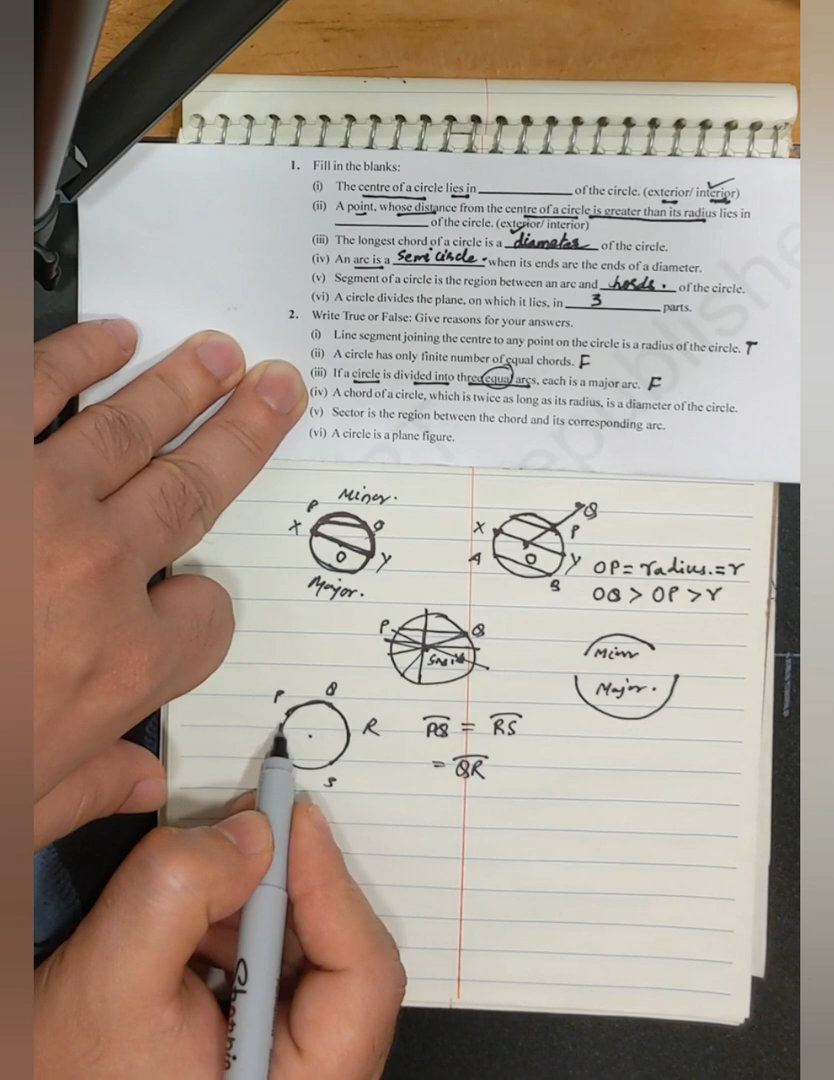 1. Fill in the blanks:
(i) The centre of a circle lies in ____________ of the circle. (exterior/ interior)
(ii) A point, whose distance from the centre of a circle is greater than its radius lies in
____________ of the circle. (exterior/ interior)
(iii) The longest chord of a circle is a diameter of the circle.
(iv) An arc is a Semi circle when its ends are the ends of a diameter.
(v) Segment of a circle is the region between an arc and hords. of the circle.
(vi) A circle divides the plane, on which it lies, in 3 parts.
2. Write True or False: Give reasons for your answers.
(i) Line segment joining the centre to any point on the circle is a radius of the circle. T
(ii) A circle has only finite number of equal chords. F
(iii) If a circle is divided into three equal arcs, each is a major arc. F
(iv) A chord of a circle, which is twice as long as its radius, is a diameter of the circle.
(v) Sector is the region between the chord and its corresponding arc.
(vi) A circle is a plane figure.
Minor.
P
X Q
O Y
Major.
Q
X P
A O Y
B
OP = radius. = r
OQ > OP > r
P Q
Minor
Major.
P Q
R
S
PQ = RS
= QR
Sharpie